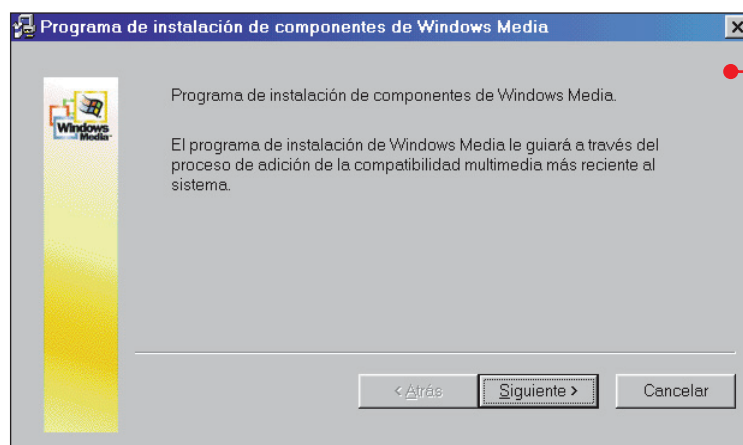 Programa de instalación de componentes de Windows Media
Windows
Media
Programa de instalación de componentes de Windows Media.
El programa de instalación de Windows Media le guiará a través del
proceso de adición de la compatibilidad multimedia más reciente al
sistema.
< Atrás
Siguiente >
Cancelar